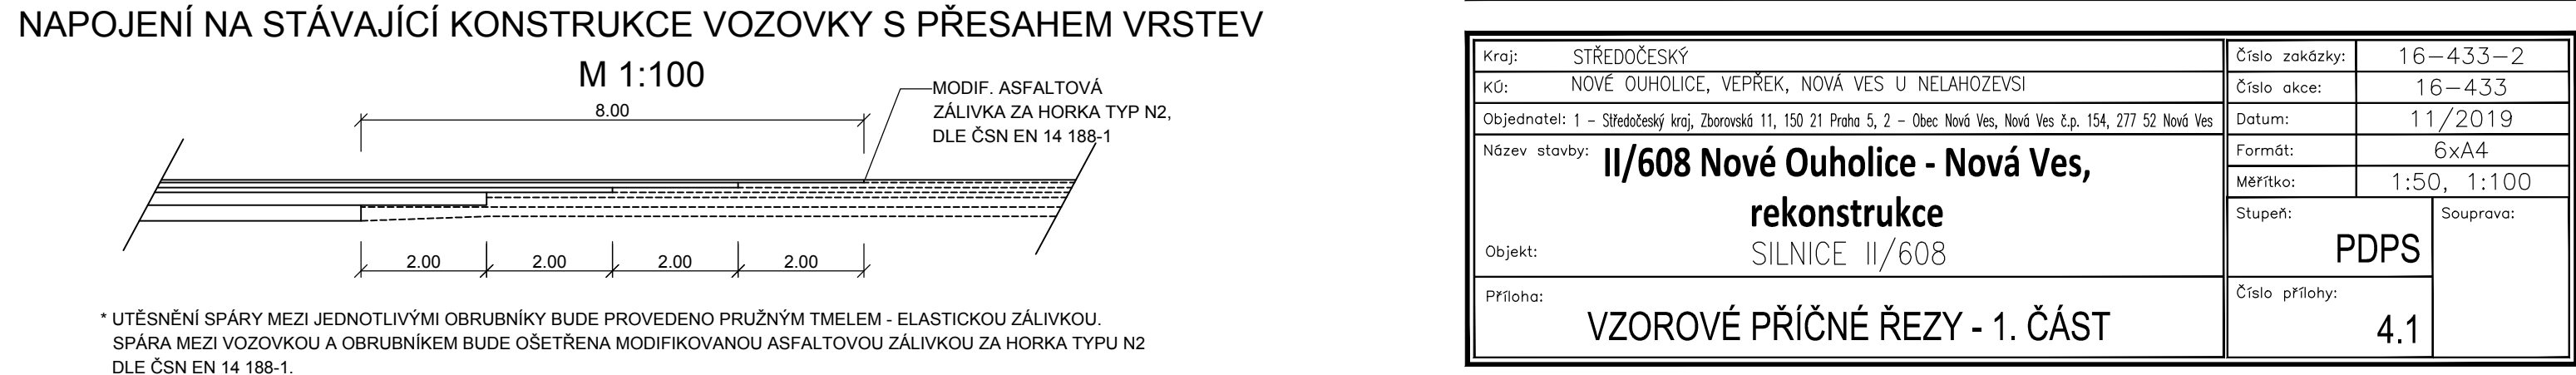 NAPOJENÍ NA STÁVAJÍCÍ KONSTRUKCE VOZOVKY S PŘESAHEM VRSTEV
M 1:100
8.00
MODIF. ASFALTOVÁ
ZÁLIVKA ZA HORKA TYP N2,
DLE ČSN EN 14 188-1
2.00 2.00 2.00 2.00
* UTĚSNĚNÍ SPÁRY MEZI JEDNOTLIVÝMI OBRUBNÍKY BUDE PROVEDENO PRUŽNÝM TMELEM - ELASTICKOU ZÁLIVKOU.
SPÁRA MEZI VOZOVKOU A OBRUBNÍKEM BUDE OŠETŘENA MODIFIKOVANOU ASFALTOVOU ZÁLIVKOU ZA HORKA TYPU N2
DLE ČSN EN 14 188-1.
Kraj: STŘEDOČESKÝ
KÚ: NOVÉ OUHOLICE, VEPŘEK, NOVÁ VES U NELAHOZEVSI
Objednatel: 1 – Středočeský kraj, Zborovská 11, 150 21 Praha 5, 2 – Obec Nová Ves, Nová Ves č.p. 154, 277 52 Nová Ves
Název stavby: II/608 Nové Ouholice - Nová Ves,
rekonstrukce
Objekt: SILNICE II/608
Příloha:
VZOROVÉ PŘÍČNÉ ŘEZY - 1. ČÁST
Číslo zakázky: 16–433–2
Číslo akce: 16–433
Datum: 11/2019
Formát: 6xA4
Měřítko: 1:50, 1:100
Stupeň: Souprava:
PDPS
Číslo přílohy:
4.1